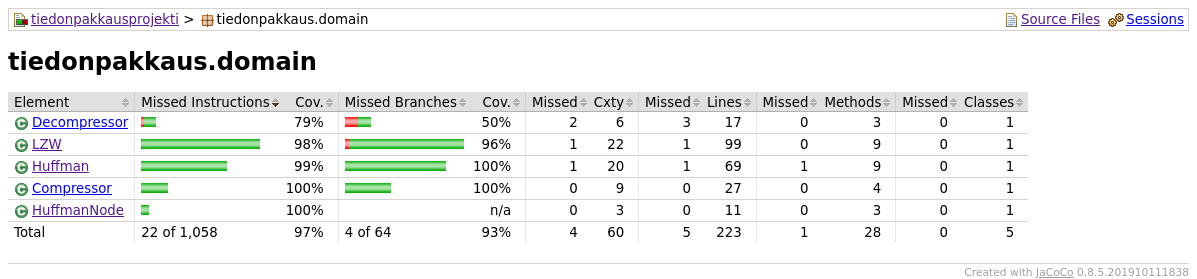 tiedonpakkausprojekti > tiedonpakkaus.domain Source Files Sessions
tiedonpakkaus.domain
Element Missed Instructions Cov. Missed Branches Cov. Missed Cxty Missed Lines Missed Methods Missed Classes
Decompressor 79% 50% 2 6 3 17 0 3 0 1
LZW 98% 96% 1 22 1 99 0 9 0 1
Huffman 99% 100% 1 20 1 69 1 9 0 1
Compressor 100% 100% 0 9 0 27 0 4 0 1
HuffmanNode 100% n/a 0 3 0 11 0 3 0 1
Total 22 of 1,058 97% 4 of 64 93% 4 60 5 223 1 28 0 5
Created with JaCoCo 0.8.5.201910111838